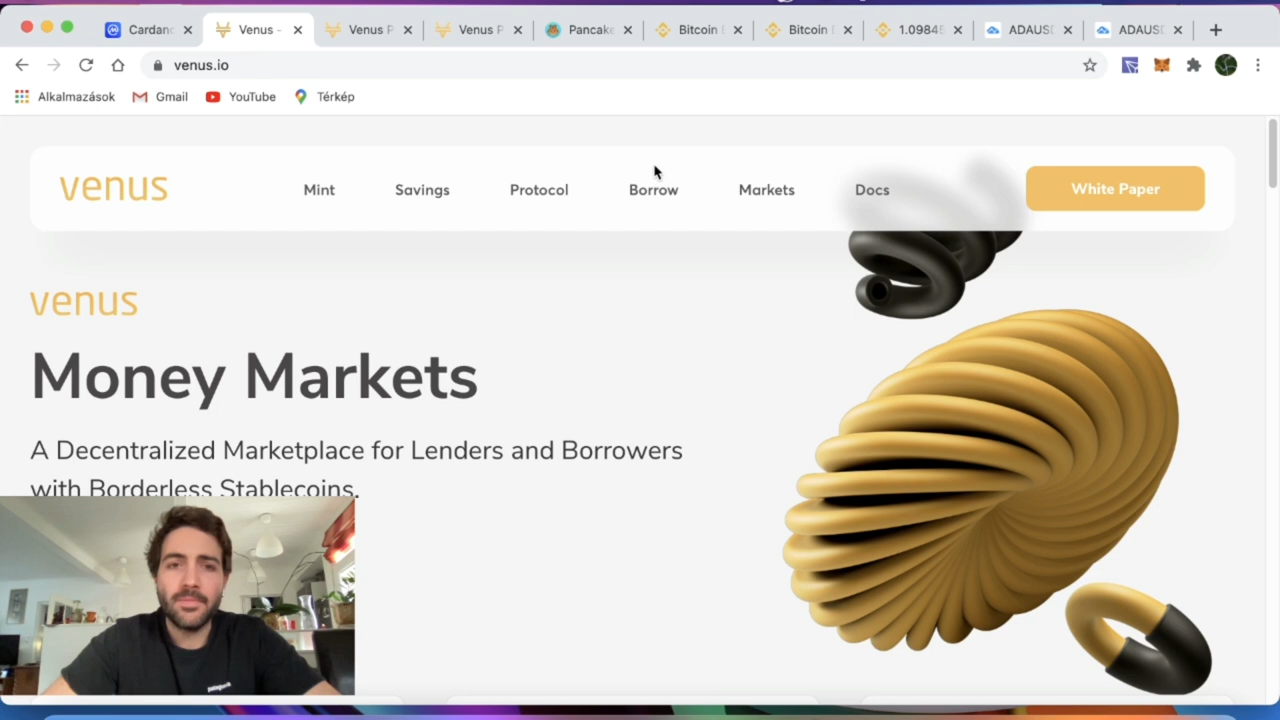 Cardano
Venus -
Venus P
Venus P
Pancake
Bitcoin
Bitcoin
1.09845
ADAUSD
ADAUSD
venus.io
Alkalmazások
Gmail
YouTube
Térkép
venus
Mint
Savings
Protocol
Borrow
Markets
Docs
White Paper
venus
Money Markets
A Decentralized Marketplace for Lenders and Borrowers
with Borderless Stablecoins.